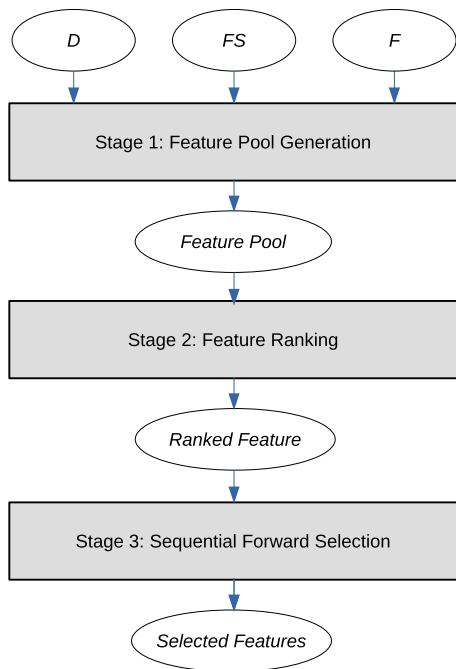 D
FS
F
Stage 1: Feature Pool Generation
Feature Pool
Stage 2: Feature Ranking
Ranked Feature
Stage 3: Sequential Forward Selection
Selected Features